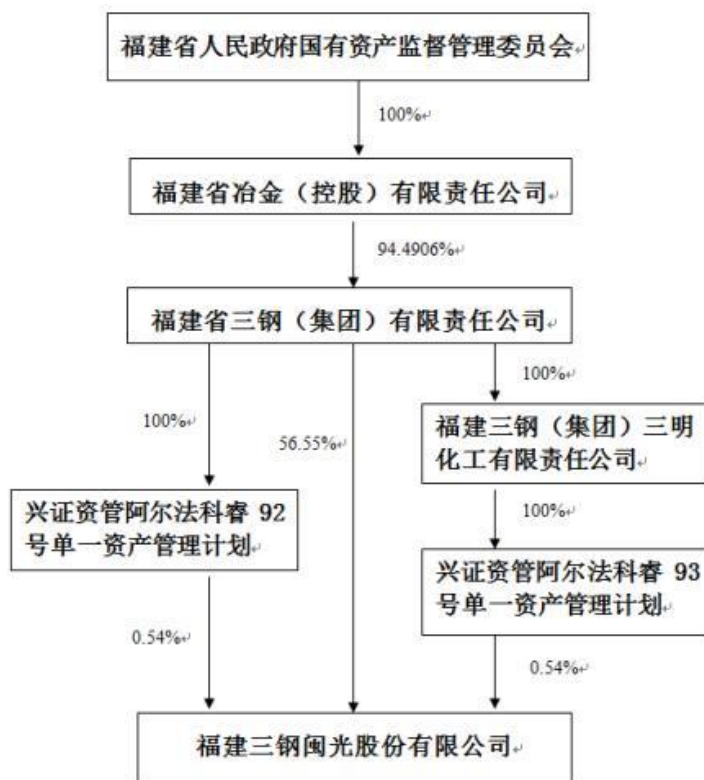 福建省人民政府国有资产监督管理委员会
100%
福建省冶金（控股）有限责任公司
94.4906%
福建省三钢（集团）有限责任公司
100%
100%
56.55%
福建三钢（集团）三明
化工有限责任公司
兴证资管阿尔法科睿 92
号单一资产管理计划
100%
兴证资管阿尔法科睿 93
号单一资产管理计划
0.54%
0.54%
福建三钢闽光股份有限公司